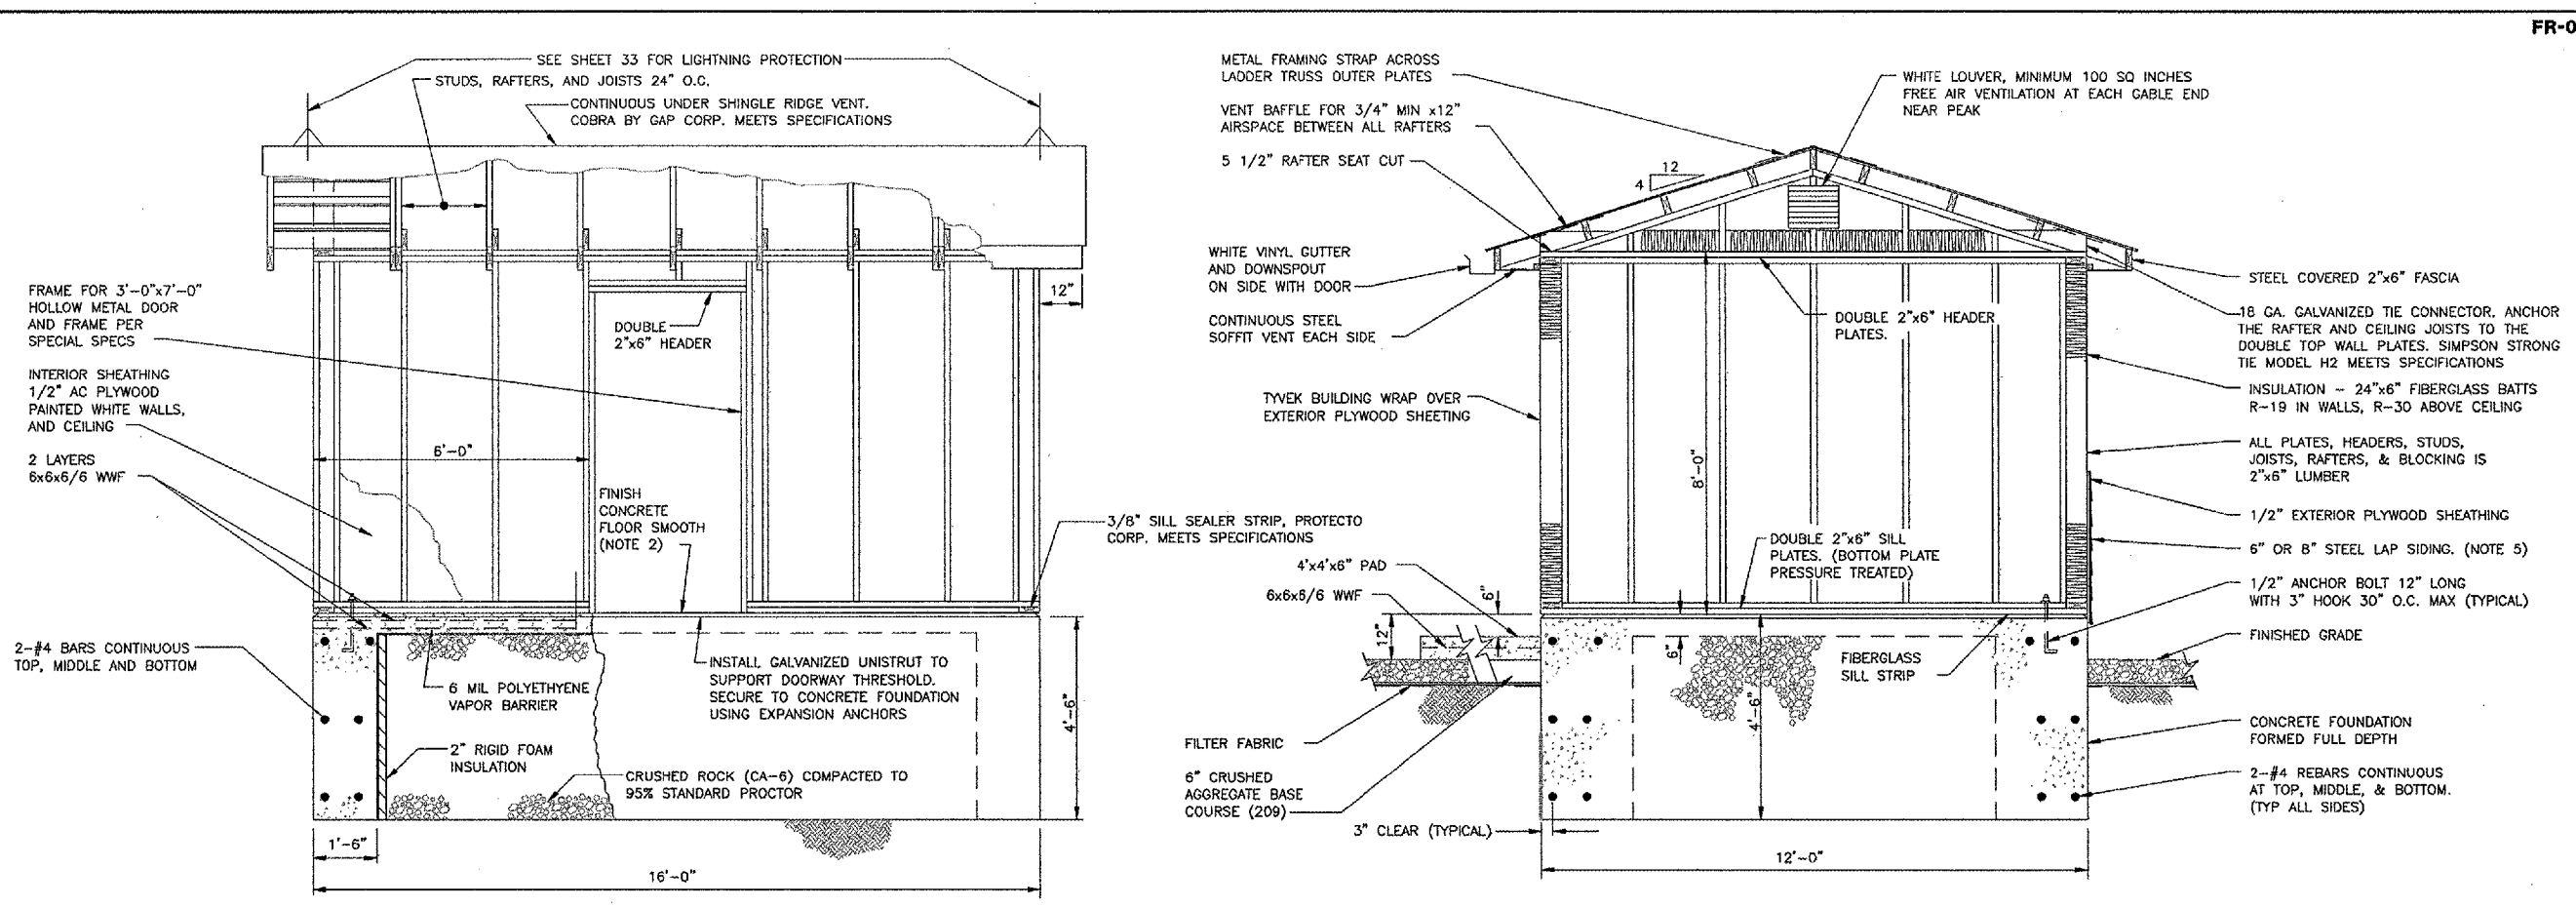 FR-0
SEE SHEET 33 FOR LIGHTNING PROTECTION
STUDS, RAFTERS, AND JOISTS 24" O.C.
CONTINUOUS UNDER SHINGLE RIDGE VENT.
COBRA BY GAP CORP. MEETS SPECIFICATIONS
12"
FRAME FOR 3'-0"x7'-0"
HOLLOW METAL DOOR
AND FRAME PER
SPECIAL SPECS
DOUBLE
2"x6" HEADER
INTERIOR SHEATHING
1/2" AC PLYWOOD
PAINTED WHITE WALLS,
AND CEILING
6'-0"
2 LAYERS
6x6x6/6 WWF
FINISH
CONCRETE
FLOOR SMOOTH
(NOTE 2)
3/8" SILL SEALER STRIP, PROTECTO
CORP. MEETS SPECIFICATIONS
2-#4 BARS CONTINUOUS
TOP, MIDDLE AND BOTTOM
6 MIL POLYETHYENE
VAPOR BARRIER
INSTALL GALVANIZED UNISTRUT TO
SUPPORT DOORWAY THRESHOLD.
SECURE TO CONCRETE FOUNDATION
USING EXPANSION ANCHORS
4'-6"
2" RIGID FOAM
INSULATION
CRUSHED ROCK (CA-6) COMPACTED TO
95% STANDARD PROCTOR
1'-6"
16'-0"
METAL FRAMING STRAP ACROSS
LADDER TRUSS OUTER PLATES
VENT BAFFLE FOR 3/4" MIN x12"
AIRSPACE BETWEEN ALL RAFTERS
5 1/2" RAFTER SEAT CUT
12
4
WHITE LOUVER, MINIMUM 100 SQ INCHES
FREE AIR VENTILATION AT EACH GABLE END
NEAR PEAK
WHITE VINYL GUTTER
AND DOWNSPOUT
ON SIDE WITH DOOR
CONTINUOUS STEEL
SOFFIT VENT EACH SIDE
TYVEK BUILDING WRAP OVER
EXTERIOR PLYWOOD SHEETING
DOUBLE 2"x6" HEADER
PLATES.
8'-0"
DOUBLE 2"x6" SILL
PLATES. (BOTTOM PLATE
PRESSURE TREATED)
STEEL COVERED 2"x6" FASCIA
18 GA. GALVANIZED TIE CONNECTOR. ANCHOR
THE RAFTER AND CEILING JOISTS TO THE
DOUBLE TOP WALL PLATES. SIMPSON STRONG
TIE MODEL H2 MEETS SPECIFICATIONS
INSULATION - 24"x6" FIBERGLASS BATTS
R-19 IN WALLS, R-30 ABOVE CEILING
ALL PLATES, HEADERS, STUDS,
JOISTS, RAFTERS, & BLOCKING IS
2"x6" LUMBER
1/2" EXTERIOR PLYWOOD SHEATHING
6" OR 8" STEEL LAP SIDING. (NOTE 5)
1/2" ANCHOR BOLT 12" LONG
WITH 3" HOOK 30" O.C. MAX (TYPICAL)
FINISHED GRADE
4'x4'x6" PAD
6x6x6/6 WWF
6"
12"
6"
FIBERGLASS
SILL STRIP
4'-6"
FILTER FABRIC
6" CRUSHED
AGGREGATE BASE
COURSE (209)
3" CLEAR (TYPICAL)
12'-0"
CONCRETE FOUNDATION
FORMED FULL DEPTH
2-#4 REBARS CONTINUOUS
AT TOP, MIDDLE, & BOTTOM.
(TYP ALL SIDES)